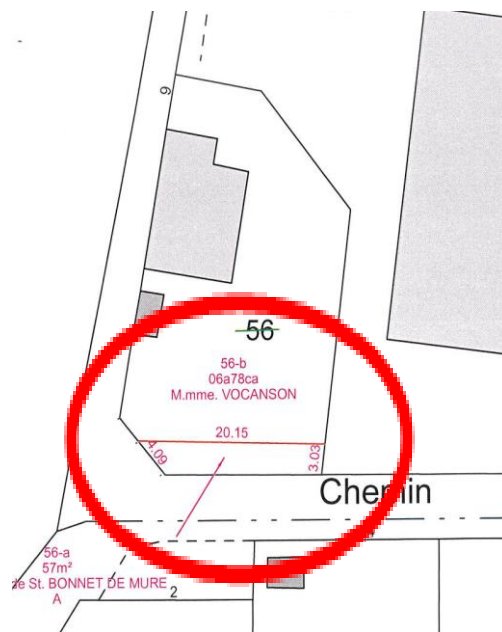 9
56
56-b
06a78ca
M.mme. VOCANSON
20.15
4.09
3.03
Chemin
56-a
57m²
de St. BONNET DE MURE
A
2